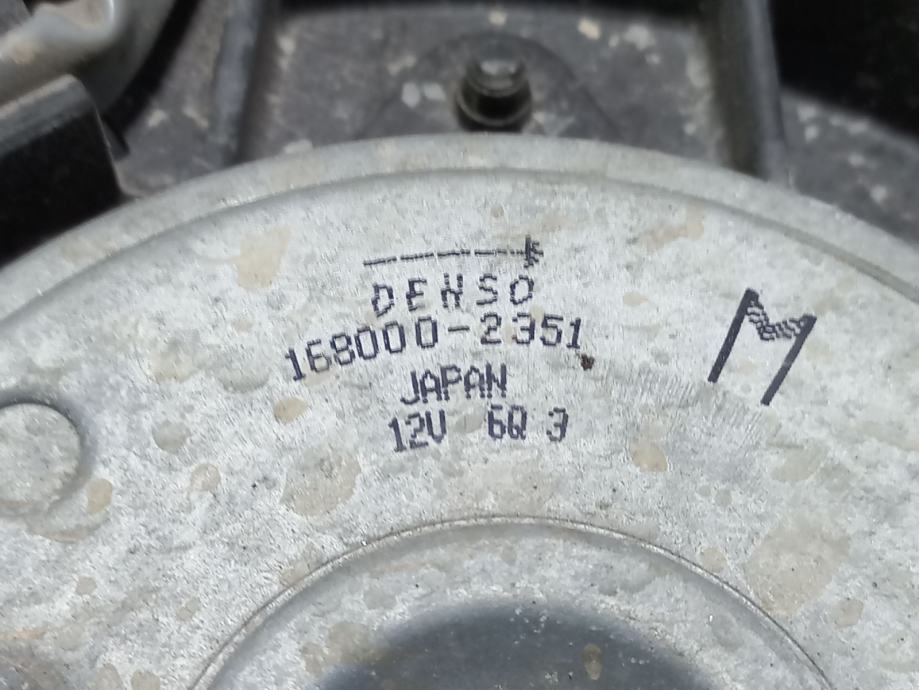 DENSO
168000-2351
M
JAPAN
12V 6Q 3